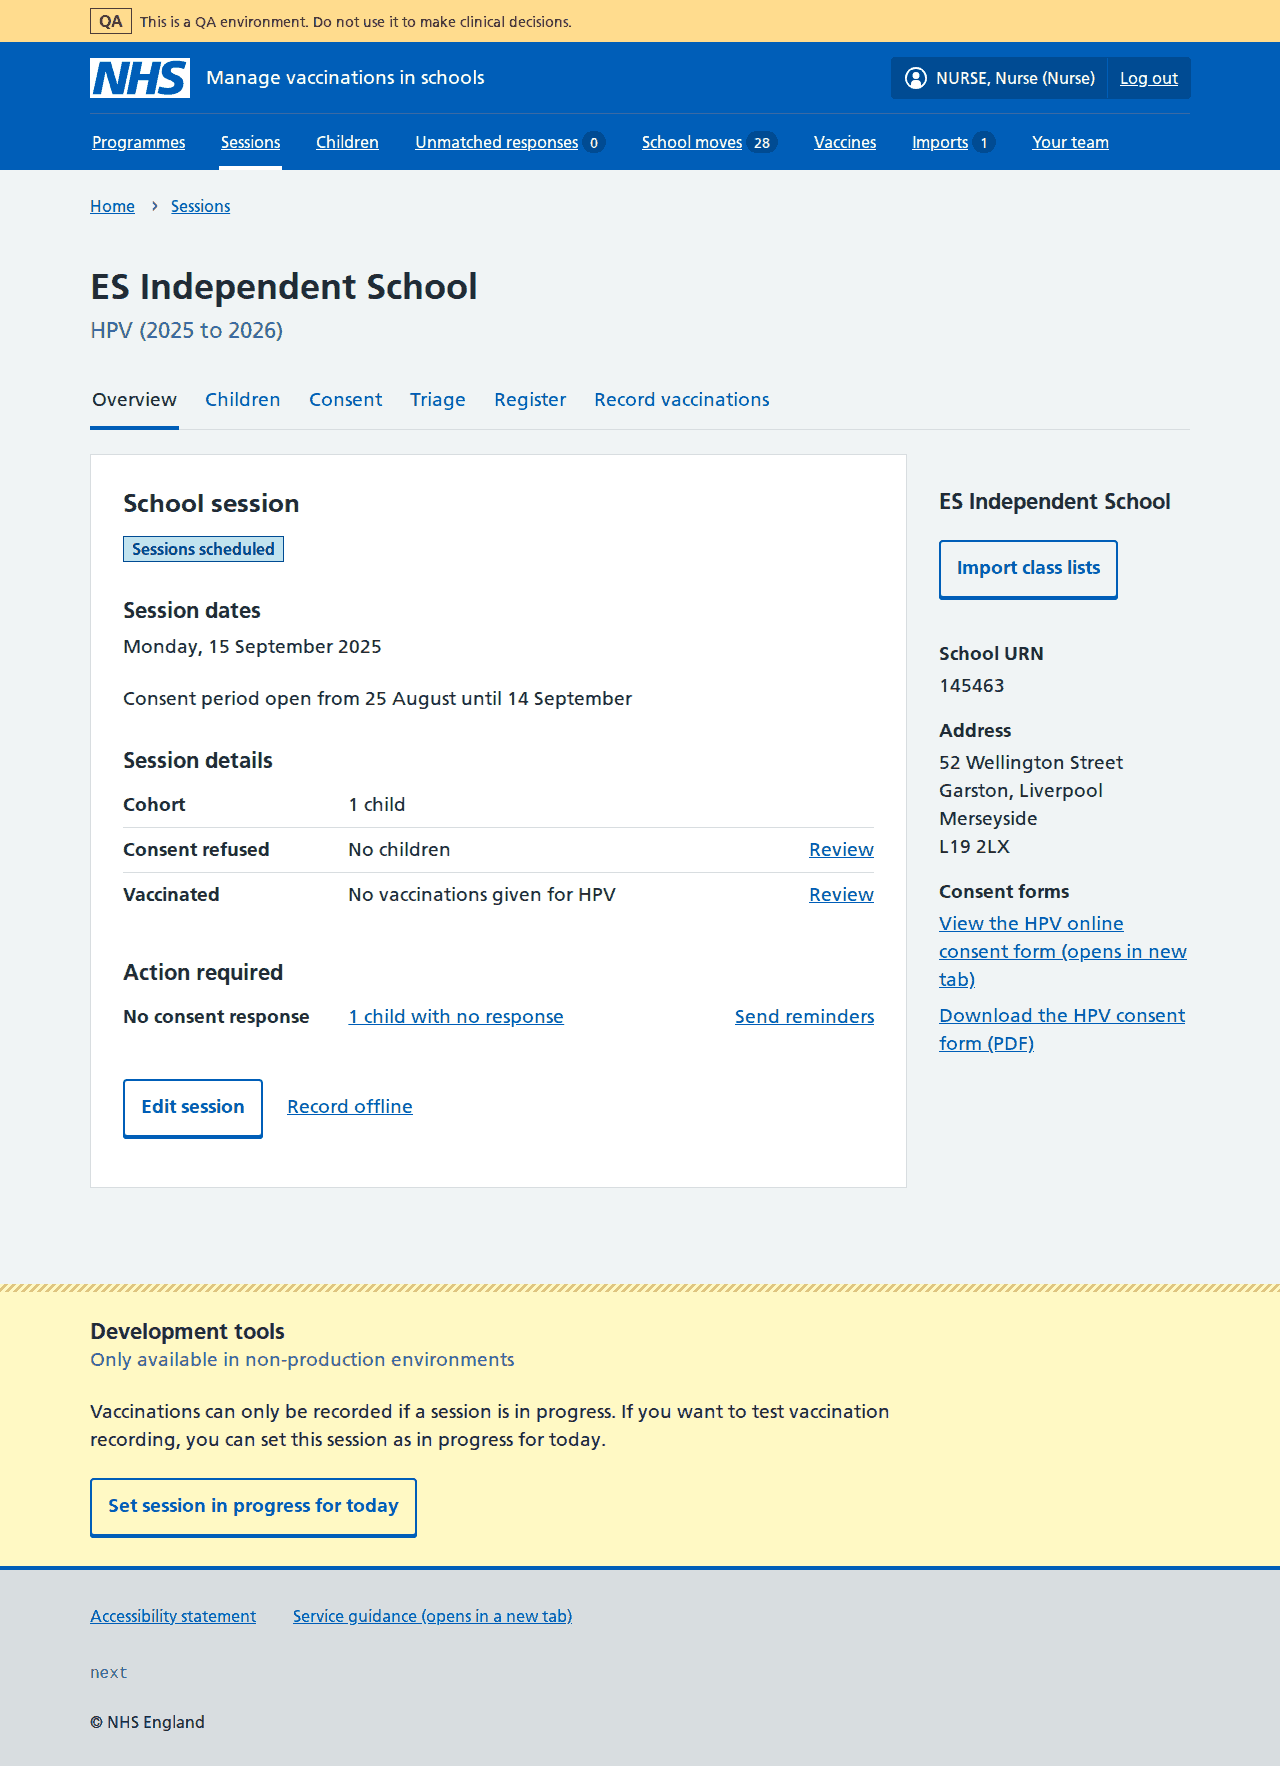 QA This is a QA environment. Do not use it to make clinical decisions.
NHS Manage vaccinations in schools NURSE, Nurse (Nurse) Log out
Programmes Sessions Children Unmatched responses 0 School moves 28 Vaccines Imports 1 Your team
Home › Sessions
ES Independent School
HPV (2025 to 2026)
Overview Children Consent Triage Register Record vaccinations
School session
Sessions scheduled
Session dates
Monday, 15 September 2025
Consent period open from 25 August until 14 September
Session details
Cohort 1 child
Consent refused No children Review
Vaccinated No vaccinations given for HPV Review
Action required
No consent response 1 child with no response Send reminders
Edit session Record offline
ES Independent School
Import class lists
School URN
145463
Address
52 Wellington Street
Garston, Liverpool
Merseyside
L19 2LX
Consent forms
View the HPV online
consent form (opens in new
tab)
Download the HPV consent
form (PDF)
Development tools
Only available in non-production environments
Vaccinations can only be recorded if a session is in progress. If you want to test vaccination
recording, you can set this session as in progress for today.
Set session in progress for today
Accessibility statement Service guidance (opens in a new tab)
next
© NHS England